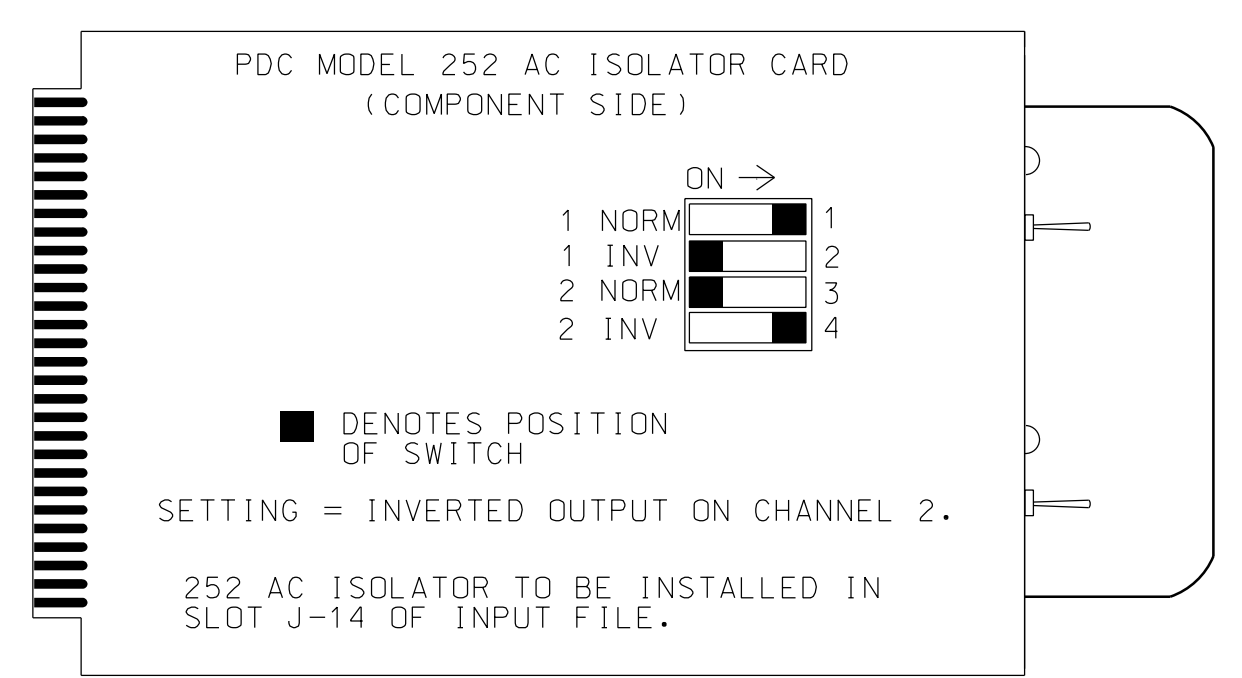 PDC MODEL 252 AC ISOLATOR CARD
(COMPONENT SIDE)
ON →
1 NORM 1
1 INV 2
2 NORM 3
2 INV 4
DENOTES POSITION
OF SWITCH
SETTING = INVERTED OUTPUT ON CHANNEL 2.
252 AC ISOLATOR TO BE INSTALLED IN
SLOT J-14 OF INPUT FILE.